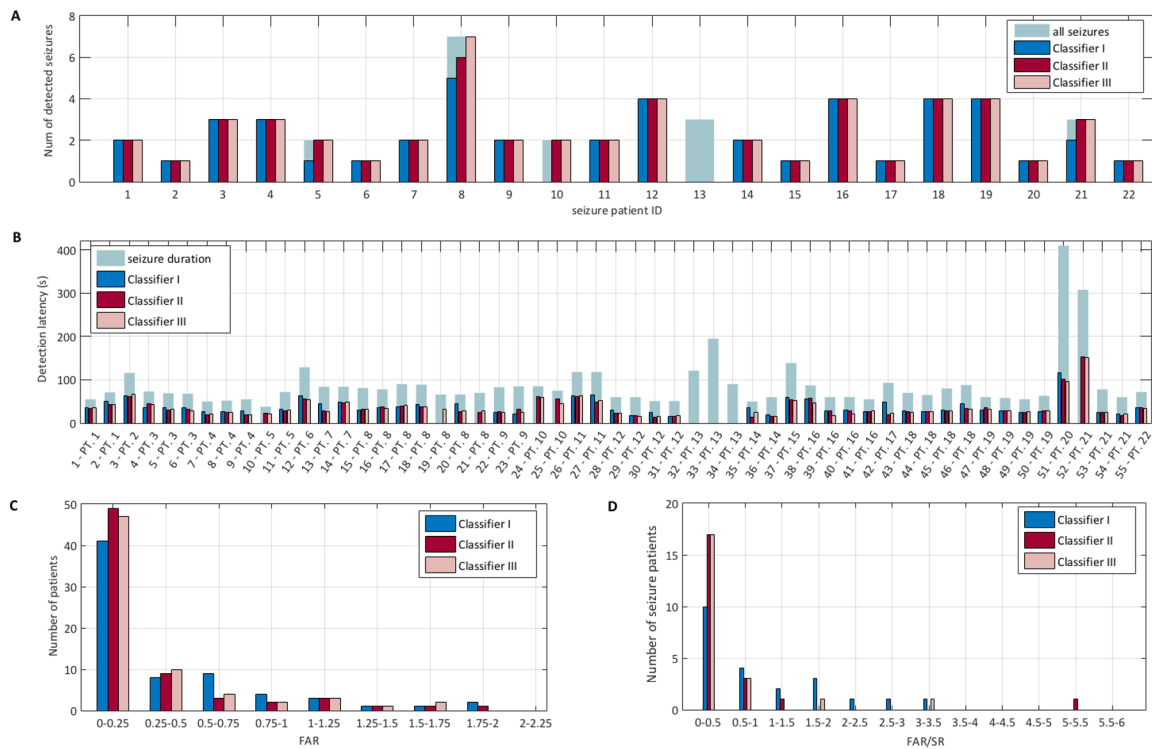 A
Num of detected seizures
8
6
4
2
0
all seizures
Classifier I
Classifier II
Classifier III
1 2 3 4 5 6 7 8 9 10 11 12 13 14 15 16 17 18 19 20 21 22
seizure patient ID
B
Detection latency (s)
400
300
200
100
0
seizure duration
Classifier I
Classifier II
Classifier III
1 - PT. 1
2 - PT. 1
3 - PT. 2
4 - PT. 3
5 - PT. 3
6 - PT. 3
7 - PT. 4
8 - PT. 4
9 - PT. 4
10 - PT. 5
11 - PT. 5
12 - PT. 6
13 - PT. 7
14 - PT. 7
15 - PT. 8
16 - PT. 8
17 - PT. 8
18 - PT. 8
19 - PT. 8
20 - PT. 8
21 - PT. 8
22 - PT. 9
23 - PT. 9
24 - PT. 10
25 - PT. 10
26 - PT. 11
27 - PT. 11
28 - PT. 12
29 - PT. 12
30 - PT. 12
31 - PT. 12
32 - PT. 13
33 - PT. 13
34 - PT. 13
35 - PT. 14
36 - PT. 14
37 - PT. 15
38 - PT. 16
39 - PT. 16
40 - PT. 16
41 - PT. 16
42 - PT. 17
43 - PT. 18
44 - PT. 18
45 - PT. 18
46 - PT. 18
47 - PT. 19
48 - PT. 19
49 - PT. 19
50 - PT. 19
51 - PT. 20
52 - PT. 21
53 - PT. 21
54 - PT. 21
55 - PT. 22
C
Number of patients
50
40
30
20
10
0
Classifier I
Classifier II
Classifier III
0-0.25 0.25-0.5 0.5-0.75 0.75-1 1-1.25 1.25-1.5 1.5-1.75 1.75-2 2-2.25
FAR
D
Number of seizure patients
20
15
10
5
0
Classifier I
Classifier II
Classifier III
0-0.5 0.5-1 1-1.5 1.5-2 2-2.5 2.5-3 3-3.5 3.5-4 4-4.5 4.5-5 5-5.5 5.5-6
FAR/SR